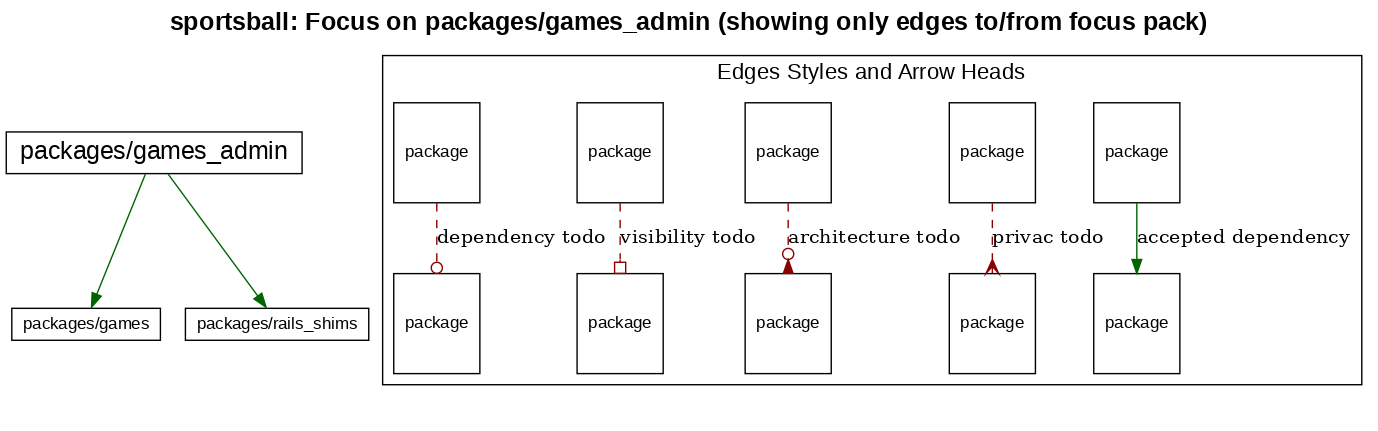 sportsball: Focus on packages/games_admin (showing only edges to/from focus pack)
Edges Styles and Arrow Heads
packages/games_admin
package
package
package
package
package
dependency todo
visibility todo
architecture todo
privac todo
accepted dependency
packages/games
packages/rails_shims
package
package
package
package
package